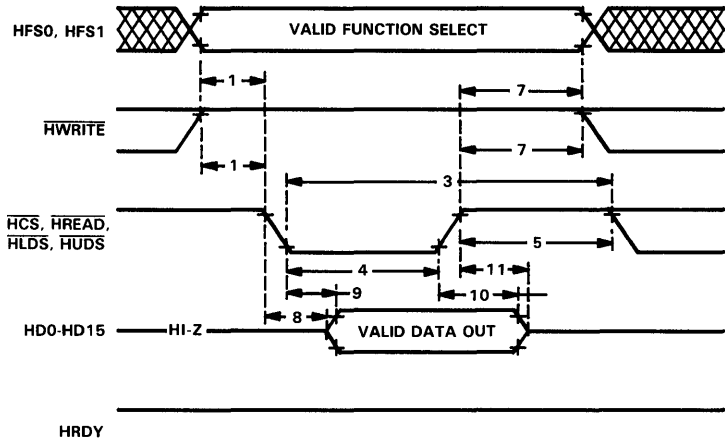 HFS0, HFS1
VALID FUNCTION SELECT
1
7
HWRITE
1
7
3
HCS, HREAD,
HLDS, HUDS
5
4
11
9
10
8
HD0-HD15
HI-Z
VALID DATA OUT
HRDY